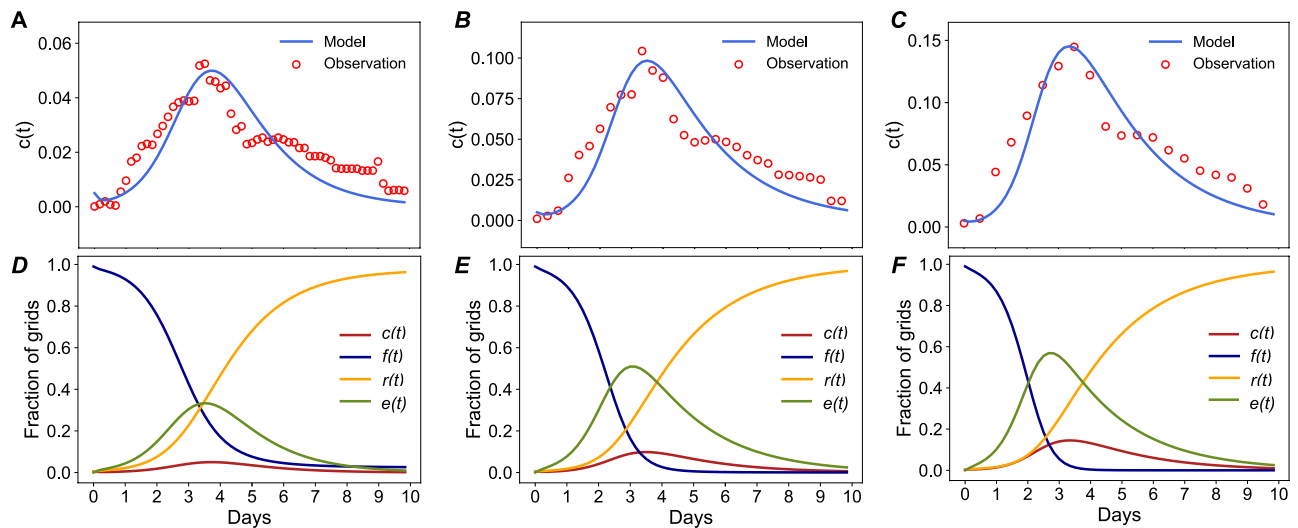 A
c(t)
0.06
0.04
0.02
0.00
Model
Observation
B
c(t)
0.100
0.075
0.050
0.025
0.000
Model
Observation
C
c(t)
0.15
0.10
0.05
0.00
Model
Observation
D
Fraction of grids
1.0
0.8
0.6
0.4
0.2
0.0
c(t)
f(t)
r(t)
e(t)
0 1 2 3 4 5 6 7 8 9 10
Days
E
Fraction of grids
1.0
0.8
0.6
0.4
0.2
0.0
c(t)
f(t)
r(t)
e(t)
0 1 2 3 4 5 6 7 8 9 10
Days
F
Fraction of grids
1.0
0.8
0.6
0.4
0.2
0.0
c(t)
f(t)
r(t)
e(t)
0 1 2 3 4 5 6 7 8 9 10
Days